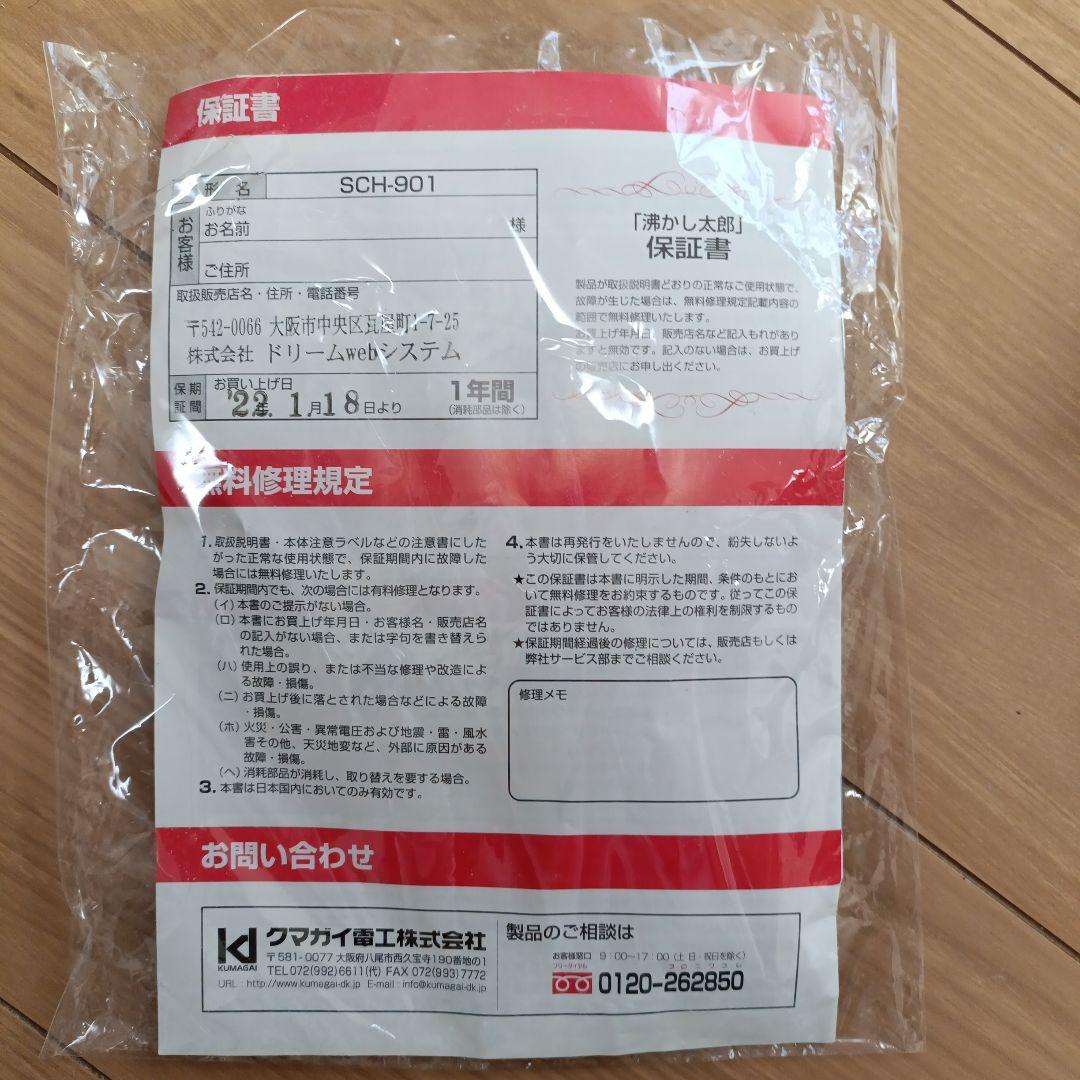 保証書
形名 SCH-901
お客様
ふりがな
お名前 様
ご住所
取扱販売店名・住所・電話番号
〒542-0066 大阪市中央区瓦屋町1-7-25
株式会社 ドリームwebシステム
保証期間
お買い上げ日
'22年 1月18日より
1年間
(消耗部品は除く)
「沸かし太郎」
保証書
製品が取扱説明書どおりの正常なご使用状態で、
故障が生じた場合は、無料修理規定記載内容の
範囲で無料修理いたします。
お買上げ年月日、販売店名など記入もれがあり
ますと無効です。記入のない場合は、お買上げ
の販売店にお申し出ください。
無料修理規定
1. 取扱説明書・本体注意ラベルなどの注意書にした
がった正常な使用状態で、保証期間内に故障した
場合には無料修理いたします。
2. 保証期間内でも、次の場合には有料修理となります。
(イ) 本書のご提示がない場合。
(ロ) 本書にお買上げ年月日・お客様名・販売店名
の記入がない場合、または字句を書き替えら
れた場合。
(ハ) 使用上の誤り、または不当な修理や改造によ
る故障・損傷。
(ニ) お買上げ後に落とされた場合などによる故障
・損傷。
(ホ) 火災・公害・異常電圧および地震・雷・風水
害その他、天災地変など、外部に原因がある
故障・損傷。
(ヘ) 消耗部品が消耗し、取り替えを要する場合。
3. 本書は日本国内においてのみ有効です。
4. 本書は再発行をいたしませんので、紛失しないよ
う大切に保管してください。
★この保証書は本書に明示した期間、条件のもとにお
いて無料修理をお約束するものです。従ってこの保
証書によってお客様の法律上の権利を制限するもの
ではありません。
★保証期間経過後の修理については、販売店もしくは
弊社サービス部までご相談ください。
修理メモ
お問い合わせ
KUMAGAI
クマガイ電工株式会社
〒581-0077 大阪府八尾市西久宝寺190番地の1
TEL 072(992)6611(代) FAX 072(993)7772
URL : http://www.kumagai-dk.jp E-mail : info@kumagai-dk.jp
製品のご相談は
お客様窓口 9:00〜17:00(土日・祝日を除く)
フリーダイヤル
0120-262850